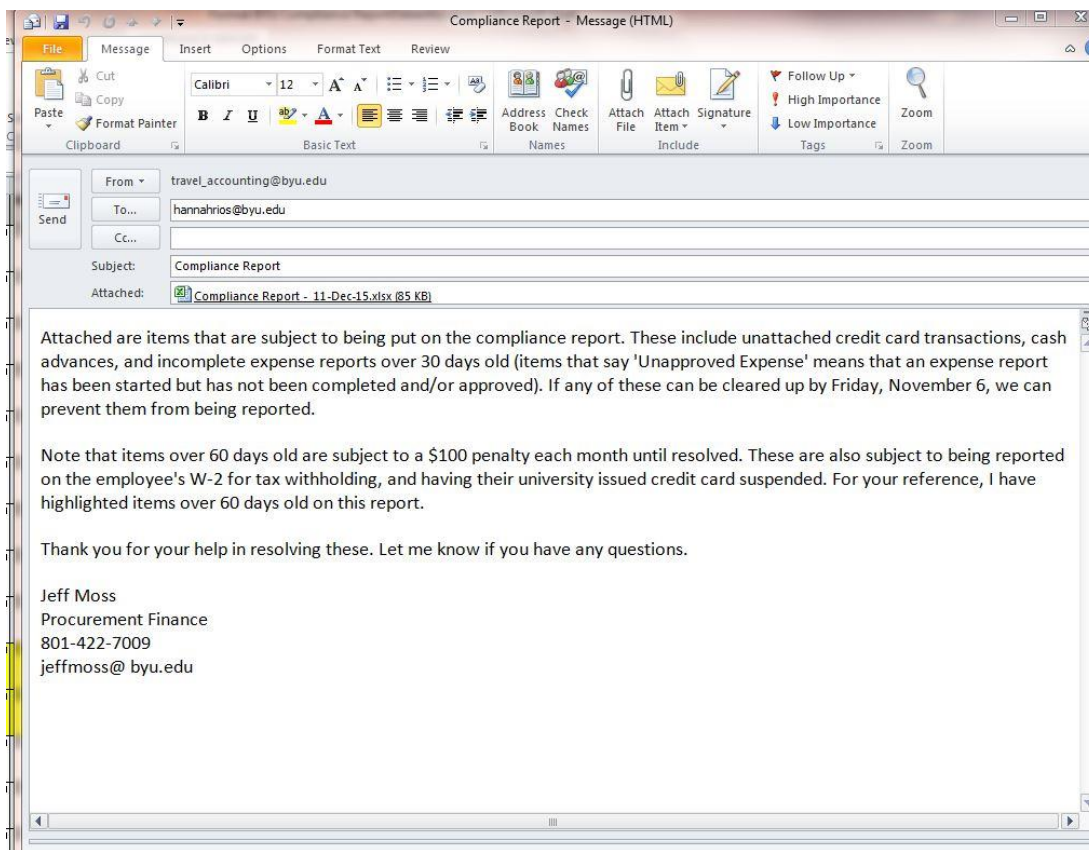 Compliance Report - Message (HTML)
File Message Insert Options Format Text Review
Paste
Cut
Copy
Format Painter
Clipboard
Calibri 12
B I U
Basic Text
Address Book
Check Names
Names
Attach File
Attach Item
Signature
Include
Follow Up
High Importance
Low Importance
Tags
Zoom
Zoom
Send
From travel_accounting@byu.edu
To... hannahrios@byu.edu
Cc...
Subject: Compliance Report
Attached: Compliance Report - 11-Dec-15.xlsx (85 KB)
Attached are items that are subject to being put on the compliance report. These include unattached credit card transactions, cash
advances, and incomplete expense reports over 30 days old (items that say 'Unapproved Expense' means that an expense report
has been started but has not been completed and/or approved). If any of these can be cleared up by Friday, November 6, we can
prevent them from being reported.
Note that items over 60 days old are subject to a $100 penalty each month until resolved. These are also subject to being reported
on the employee's W-2 for tax withholding, and having their university issued credit card suspended. For your reference, I have
highlighted items over 60 days old on this report.
Thank you for your help in resolving these. Let me know if you have any questions.
Jeff Moss
Procurement Finance
801-422-7009
jeffmoss@ byu.edu